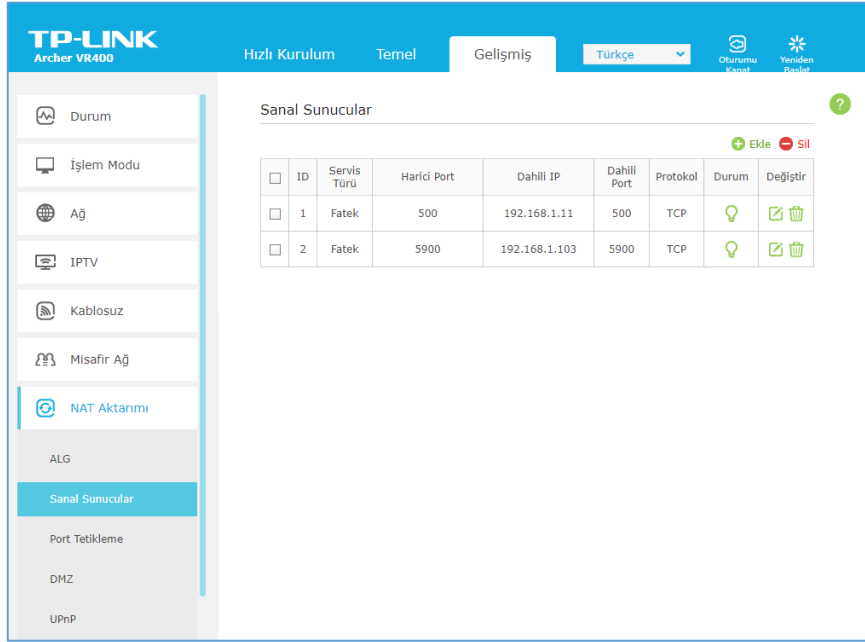 TP-LINK
Archer VR400
Hızlı Kurulum Temel Gelişmiş Türkçe
Oturumu Kapat
Yeniden Başlat
Durum
İşlem Modu
Ağ
IPTV
Kablosuz
Misafir Ağ
NAT Aktarımı
ALG
Sanal Sunucular
Port Tetikleme
DMZ
UPnP
Sanal Sunucular
?
Ekle Sil
ID Servis Türü Harici Port Dahili IP Dahili Port Protokol Durum Değiştir
1 Fatek 500 192.168.1.11 500 TCP
2 Fatek 5900 192.168.1.103 5900 TCP